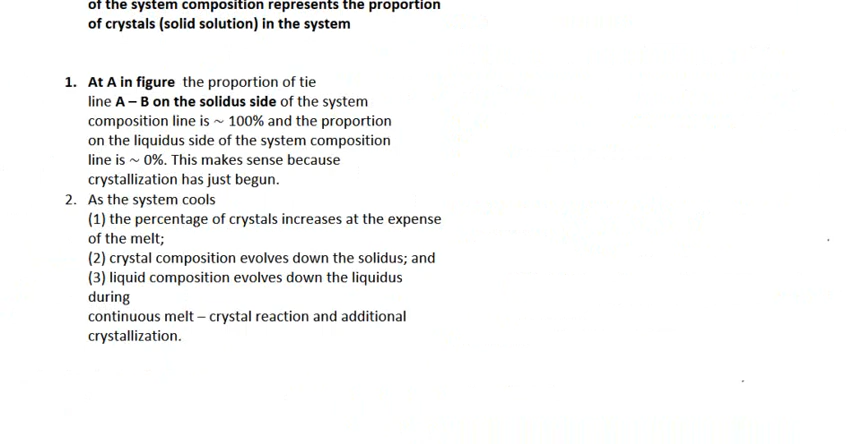 of the system composition represents the proportion
of crystals (solid solution) in the system
1. At A in figure the proportion of tie
line A – B on the solidus side of the system
composition line is ~ 100% and the proportion
on the liquidus side of the system composition
line is ~ 0%. This makes sense because
crystallization has just begun.
2. As the system cools
(1) the percentage of crystals increases at the expense
of the melt;
(2) crystal composition evolves down the solidus; and
(3) liquid composition evolves down the liquidus
during
continuous melt – crystal reaction and additional
crystallization.